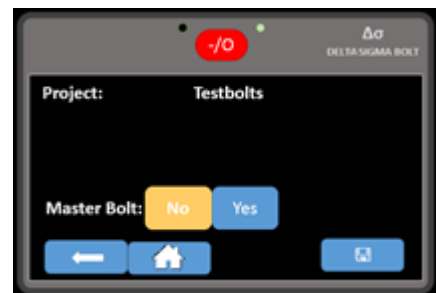 -/O
Δσ
DELTA SIGMA BOLT
Project: Testbolts
Master Bolt: No Yes